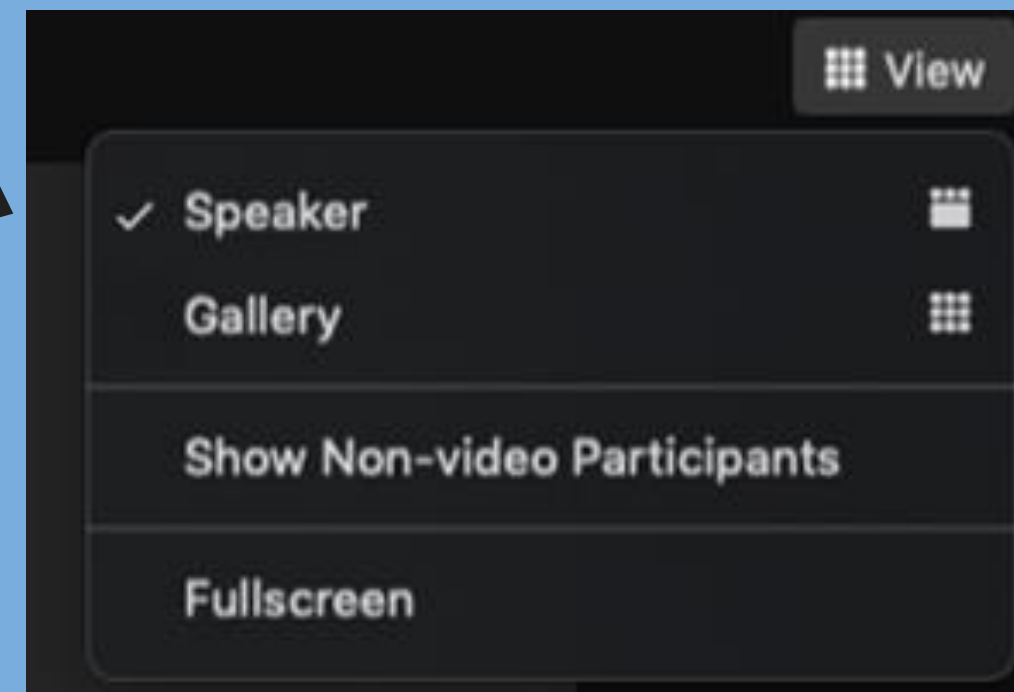 View
Speaker
Gallery
Show Non-video Participants
Fullscreen